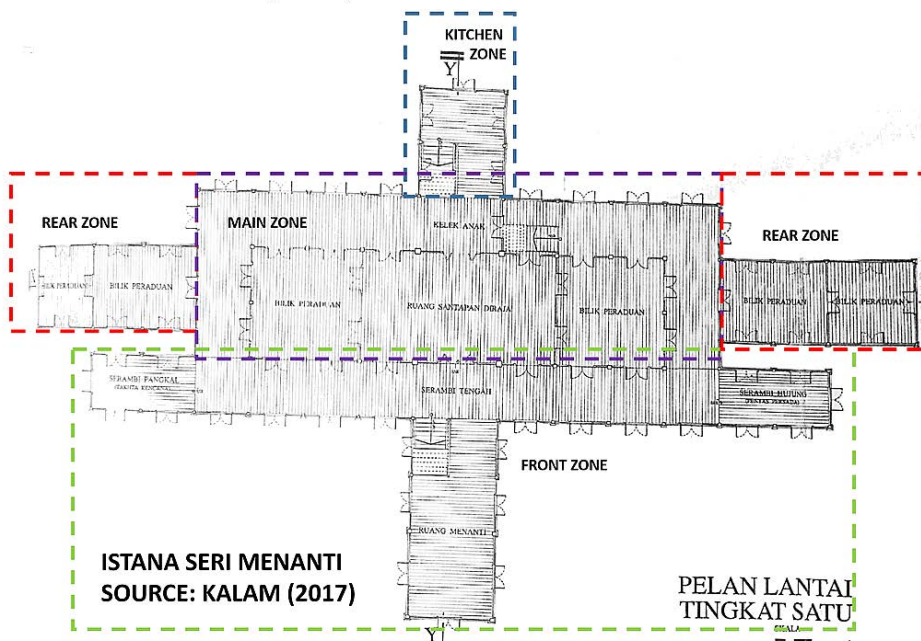 KITCHEN
ZONE
Y
REAR ZONE
MAIN ZONE
REAR ZONE
KELEK ANAK
BILIK PERADUAN
BILIK PERADUAN
BILIK PERADUAN
RUANG SANTAPAN DIRAJA
BILIK PERADUAN
BILIK PERADUAN
BILIK PERADUAN
SERAMBI PANGKAL
SERAMBI TENGAH
SERAMBI HUJUNG
FRONT ZONE
RUANG MENANTI
ISTANA SERI MENANTI
SOURCE: KALAM (2017)
PELAN LANTAI
TINGKAT SATU
SKALA
Y